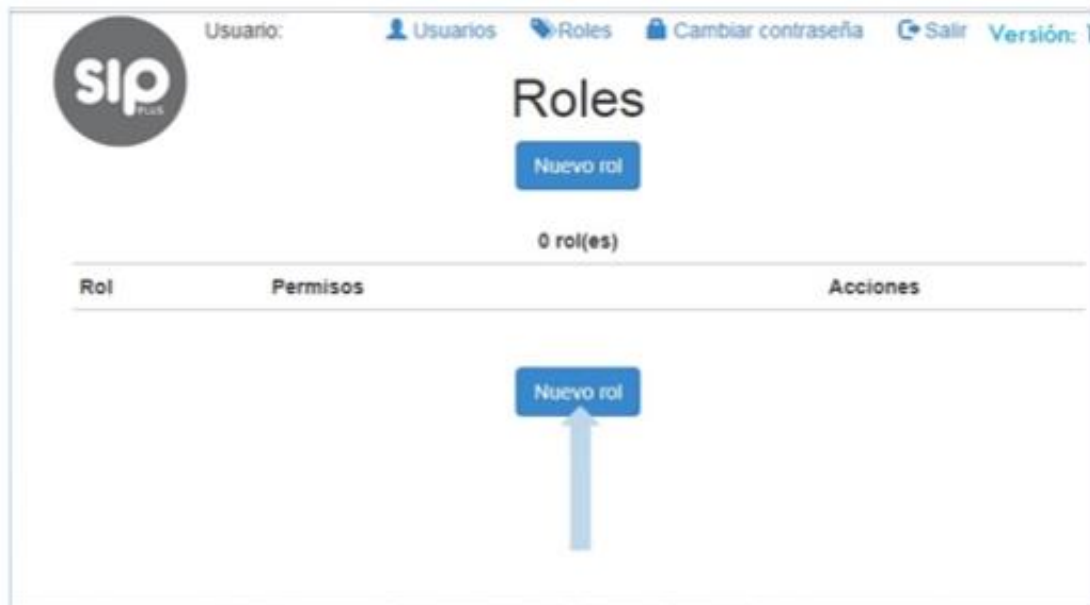 Usuario: Usuarios Roles Cambiar contraseña Salir Versión: 1
sip
PLUS
Roles
Nuevo rol
0 rol(es)
Rol Permisos Acciones
Nuevo rol